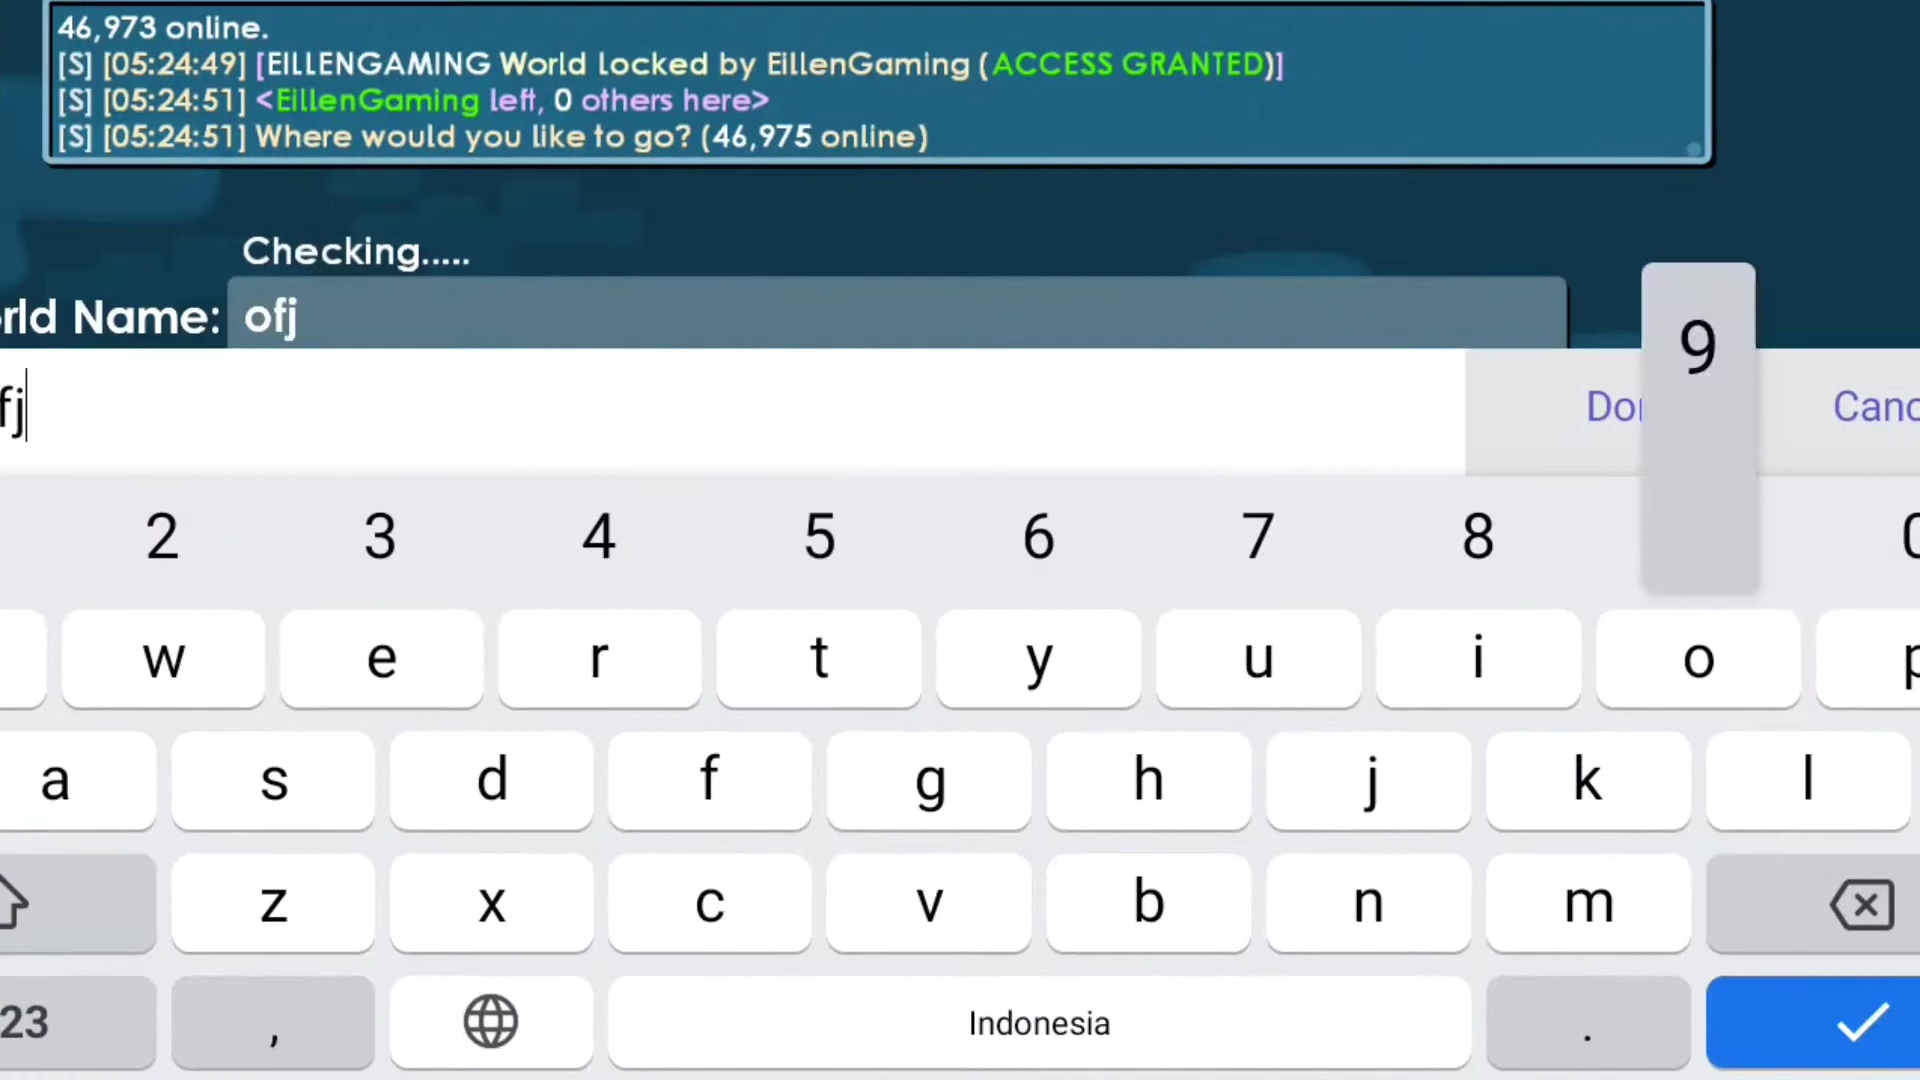 46,973 online.
[S] [05:24:49] [EILLENGAMING World Locked by EillenGaming (ACCESS GRANTED)]
[S] [05:24:51] <EillenGaming left, 0 others here>
[S] [05:24:51] Where would you like to go? (46,975 online)
Checking.....
rld Name: ofj
fj Don Canc
9
2 3 4 5 6 7 8 0
w e r t y u i o p
a s d f g h j k l
z x c v b n m
23 , Indonesia .